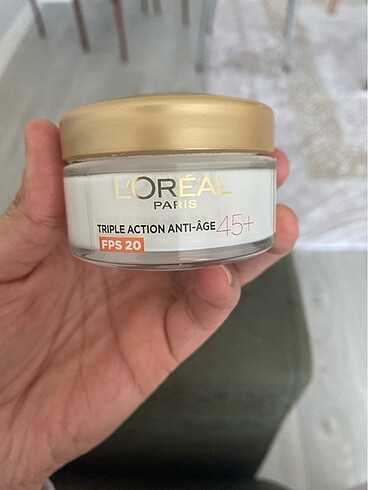 L'ORÉAL
PARIS
TRIPLE ACTION ANTI-ÂGE 45+
FPS 20